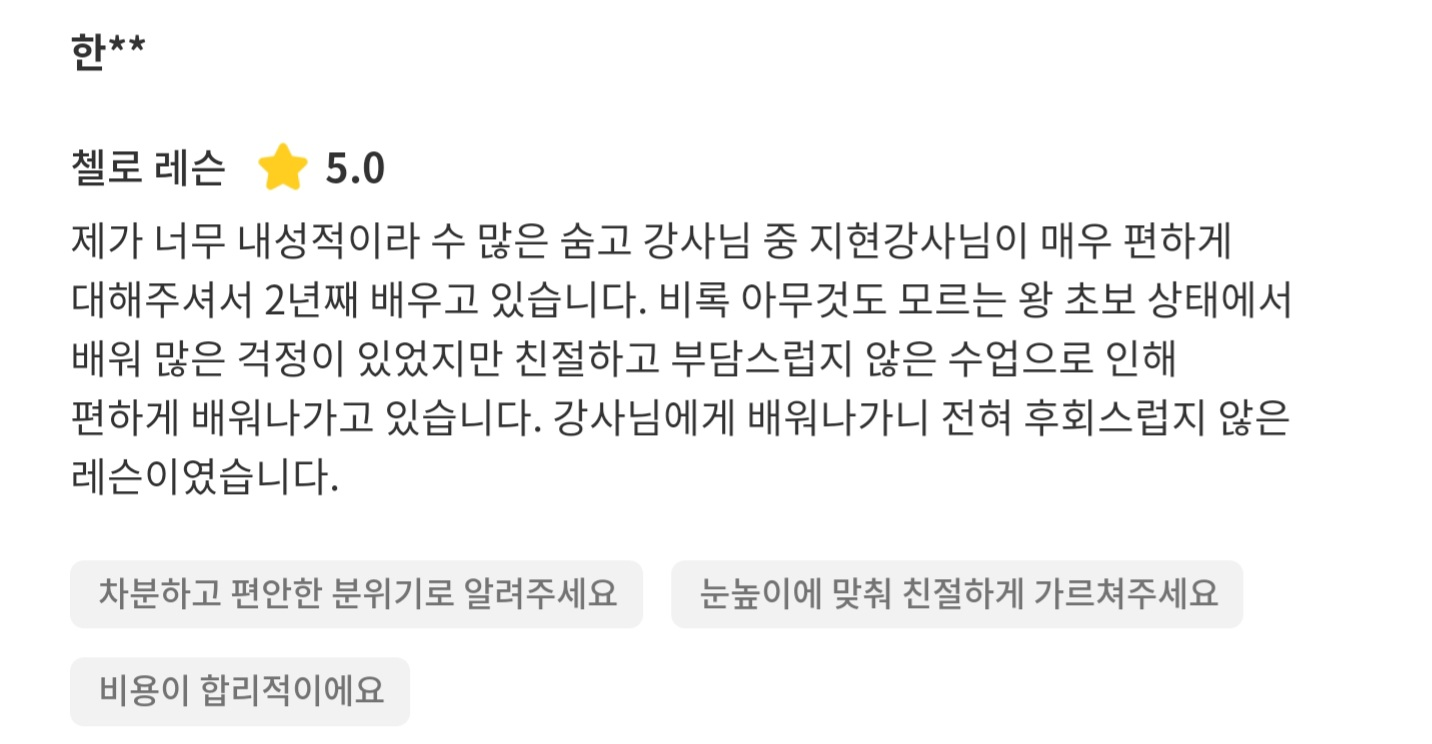 한**
첼로 레슨 5.0
제가 너무 내성적이라 수 많은 숨고 강사님 중 지현강사님이 매우 편하게
대해주셔서 2년째 배우고 있습니다. 비록 아무것도 모르는 왕 초보 상태에서
배워 많은 걱정이 있었지만 친절하고 부담스럽지 않은 수업으로 인해
편하게 배워나가고 있습니다. 강사님에게 배워나가니 전혀 후회스럽지 않은
레슨이였습니다.
차분하고 편안한 분위기로 알려주세요 눈높이에 맞춰 친절하게 가르쳐주세요
비용이 합리적이에요